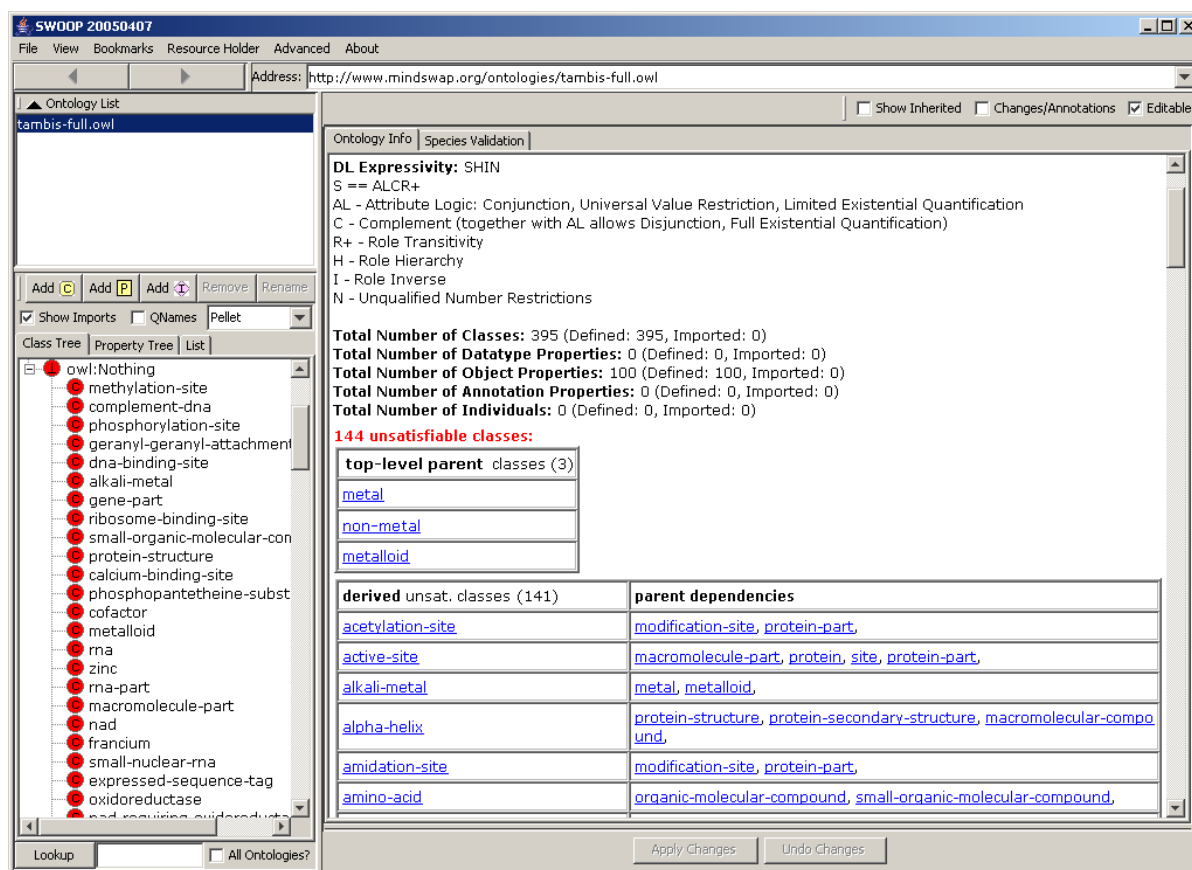 SWOOP 20050407
File View Bookmarks Resource Holder Advanced About
Address: http://www.mindswap.org/ontologies/tambis-full.owl
Ontology List
tambis-full.owl
Add C Add P Add I Remove Rename
Show Imports QNames Pellet
Class Tree Property Tree List
owl:Nothing
methylation-site
complement-dna
phosphorylation-site
geranyl-geranyl-attachment
dna-binding-site
alkali-metal
gene-part
ribosome-binding-site
small-organic-molecular-con
protein-structure
calcium-binding-site
phosphopantetheine-subst
cofactor
metalloid
rna
zinc
rna-part
macromolecule-part
nad
francium
small-nuclear-rna
expressed-sequence-tag
oxidoreductase
Lookup All Ontologies?
Show Inherited Changes/Annotations Editable
Ontology Info Species Validation
DL Expressivity: SHIN
S == ALCR+
AL - Attribute Logic: Conjunction, Universal Value Restriction, Limited Existential Quantification
C - Complement (together with AL allows Disjunction, Full Existential Quantification)
R+ - Role Transitivity
H - Role Hierarchy
I - Role Inverse
N - Unqualified Number Restrictions
Total Number of Classes: 395 (Defined: 395, Imported: 0)
Total Number of Datatype Properties: 0 (Defined: 0, Imported: 0)
Total Number of Object Properties: 100 (Defined: 100, Imported: 0)
Total Number of Annotation Properties: 0 (Defined: 0, Imported: 0)
Total Number of Individuals: 0 (Defined: 0, Imported: 0)
144 unsatisfiable classes:
top-level parent classes (3)
metal
non-metal
metalloid
derived unsat. classes (141) parent dependencies
acetylation-site modification-site, protein-part,
active-site macromolecule-part, protein, site, protein-part,
alkali-metal metal, metalloid,
alpha-helix protein-structure, protein-secondary-structure, macromolecular-compo
und,
amidation-site modification-site, protein-part,
amino-acid organic-molecular-compound, small-organic-molecular-compound,
Apply Changes Undo Changes